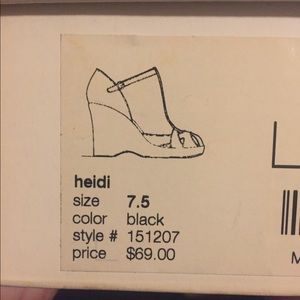 heidi
size 7.5
color black
style # 151207
price $69.00